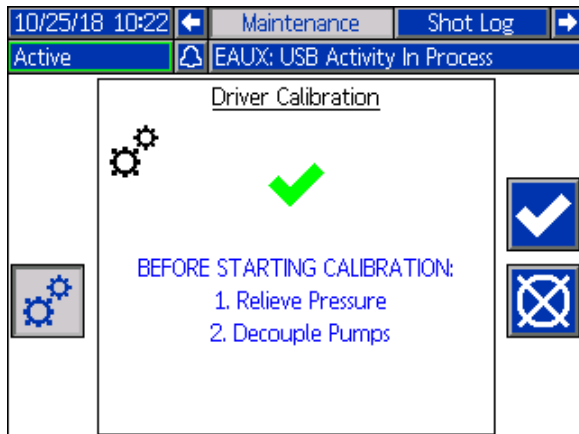 10/25/18 10:22 Maintenance Shot Log
Active EAUX: USB Activity In Process
Driver Calibration
BEFORE STARTING CALIBRATION:
1. Relieve Pressure
2. Decouple Pumps